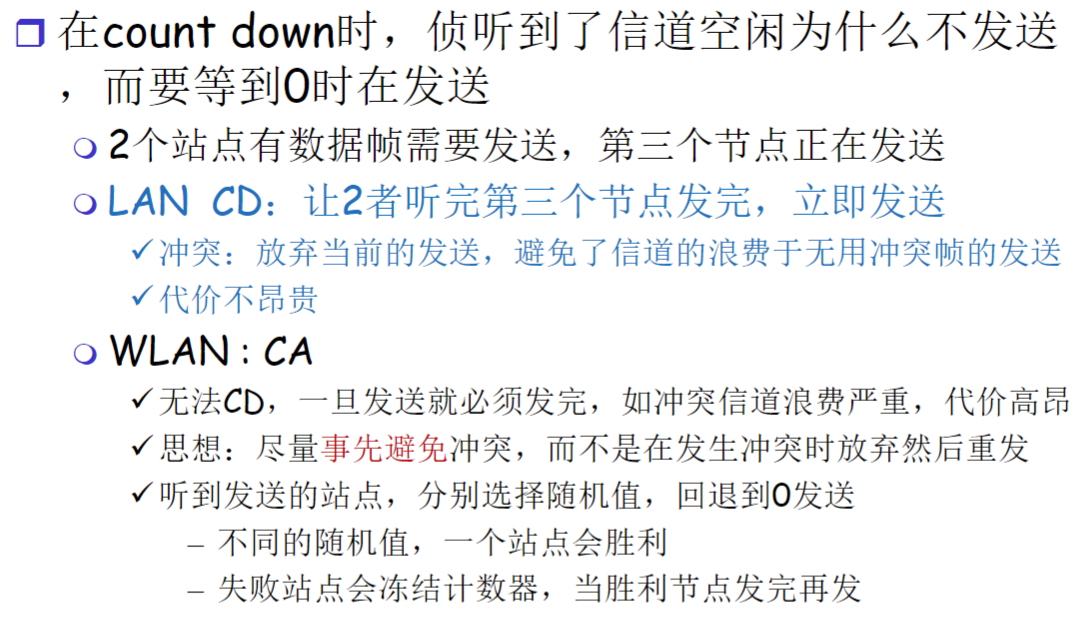 在count down时，侦听到了信道空闲为什么不发送
，而要等到0时在发送
2个站点有数据帧需要发送，第三个节点正在发送
LAN CD：让2者听完第三个节点发完，立即发送
✓冲突：放弃当前的发送，避免了信道的浪费于无用冲突帧的发送
✓代价不昂贵
WLAN : CA
✓无法CD，一旦发送就必须发完，如冲突信道浪费严重，代价高昂
✓思想：尽量事先避免冲突，而不是在发生冲突时放弃然后重发
✓听到发送的站点，分别选择随机值，回退到0发送
– 不同的随机值，一个站点会胜利
– 失败站点会冻结计数器，当胜利节点发完再发